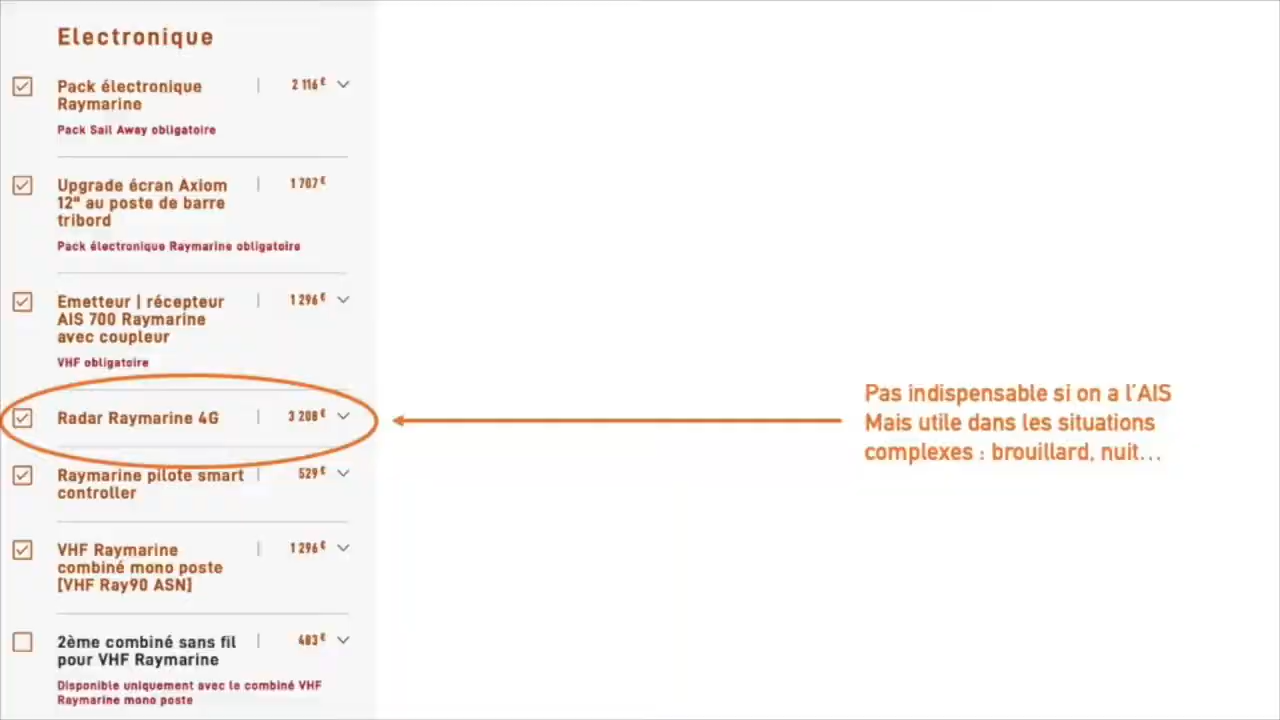 Electronique
Pack électronique | 2 116 €
Raymarine
Pack Sail Away obligatoire
Upgrade écran Axiom | 1 707 €
12" au poste de barre
tribord
Pack électronique Raymarine obligatoire
Emetteur | récepteur | 1 296 €
AIS 700 Raymarine
avec coupleur
VHF obligatoire
Radar Raymarine 4G | 3 208 €
Raymarine pilote smart | 529 €
controller
VHF Raymarine | 1 296 €
combiné mono poste
[VHF Ray90 ASN]
2ème combiné sans fil | 483 €
pour VHF Raymarine
Disponible uniquement avec le combiné VHF
Raymarine mono poste
Pas indispensable si on a l'AIS
Mais utile dans les situations
complexes : brouillard, nuit...